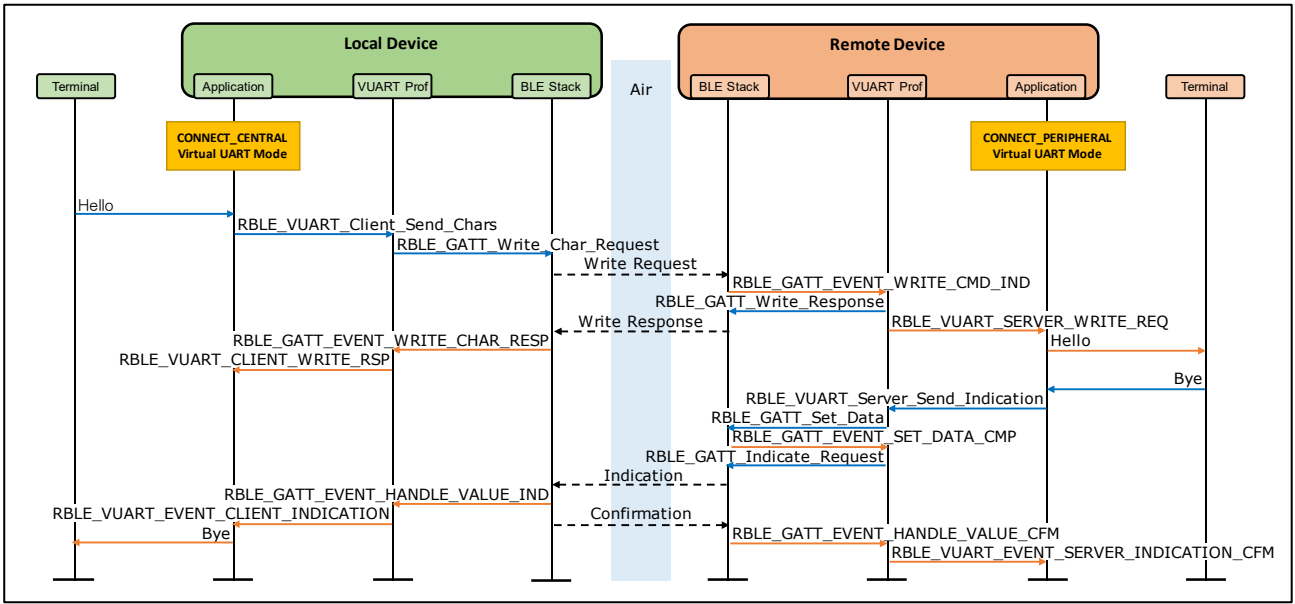 Local Device
Remote Device
Terminal
Application
VUART Prof
BLE Stack
Air
BLE Stack
VUART Prof
Application
Terminal
CONNECT_CENTRAL
Virtual UART Mode
CONNECT_PERIPHERAL
Virtual UART Mode
Hello
RBLE_VUART_Client_Send_Chars
RBLE_GATT_Write_Char_Request
Write Request
RBLE_GATT_EVENT_WRITE_CMD_IND
RBLE_GATT_Write_Response
Write Response
RBLE_VUART_SERVER_WRITE_REQ
RBLE_GATT_EVENT_WRITE_CHAR_RESP
Hello
RBLE_VUART_CLIENT_WRITE_RSP
Bye
RBLE_VUART_Server_Send_Indication
RBLE_GATT_Set_Data
RBLE_GATT_EVENT_SET_DATA_CMP
RBLE_GATT_Indicate_Request
Indication
RBLE_GATT_EVENT_HANDLE_VALUE_IND
RBLE_VUART_EVENT_CLIENT_INDICATION
Confirmation
Bye
RBLE_GATT_EVENT_HANDLE_VALUE_CFM
RBLE_VUART_EVENT_SERVER_INDICATION_CFM